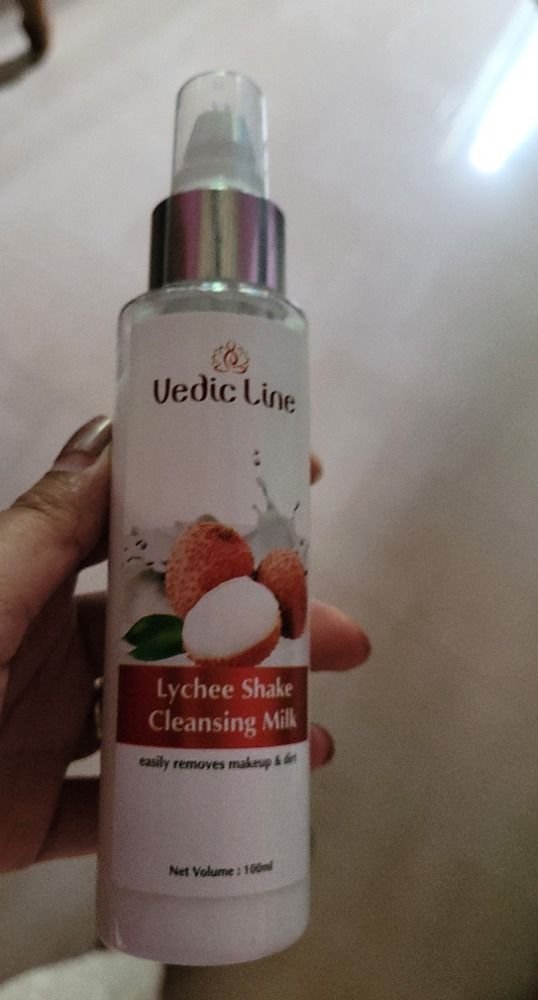 Vedic Line
Lychee Shake
Cleansing Milk
easily removes makeup & dirt
Net Volume : 100ml